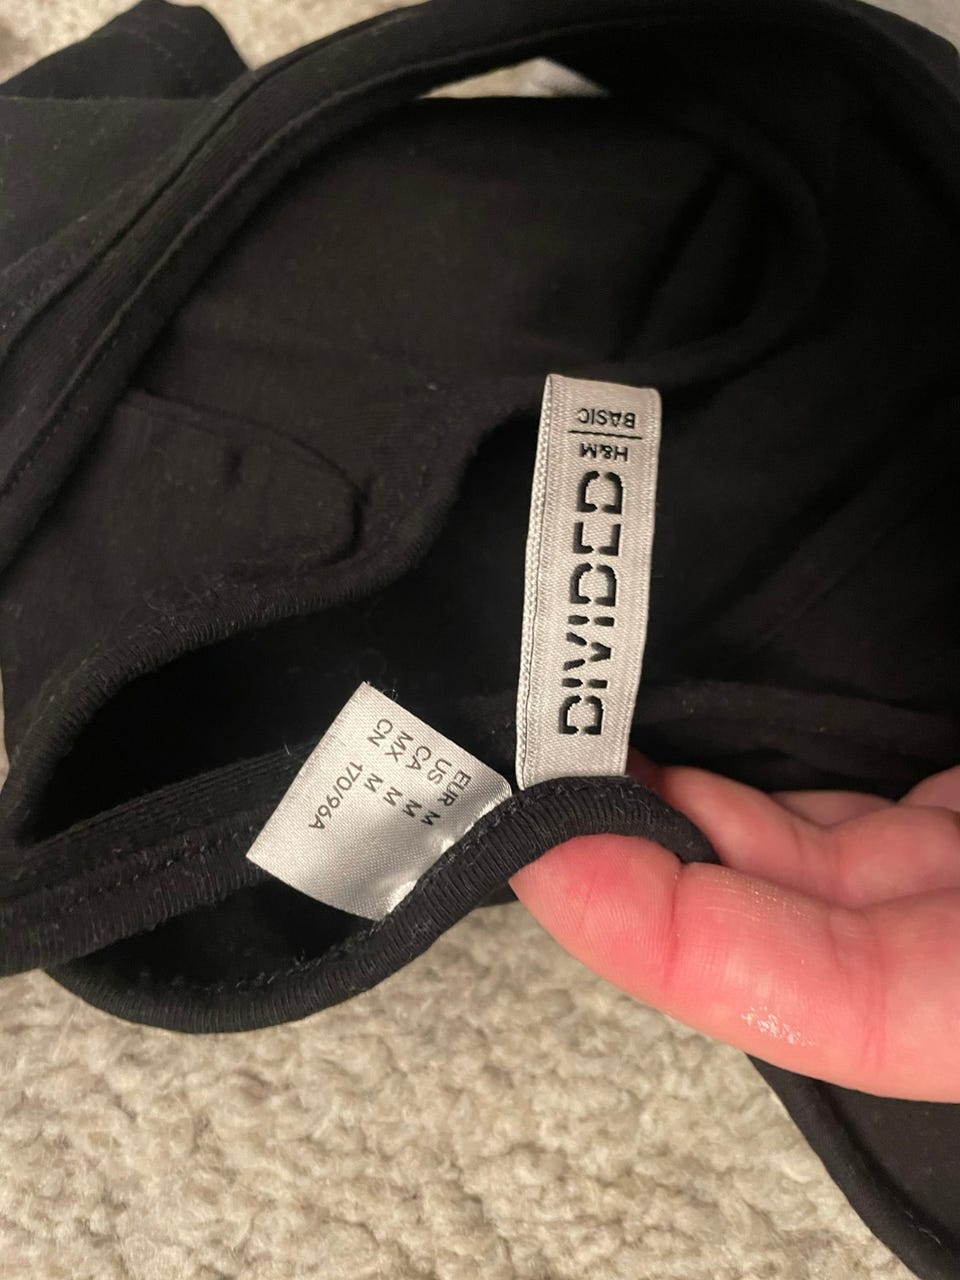 DIVIDED
H&M
BASIC
EUR M
US M
CA M
MX M
CN 170/96A